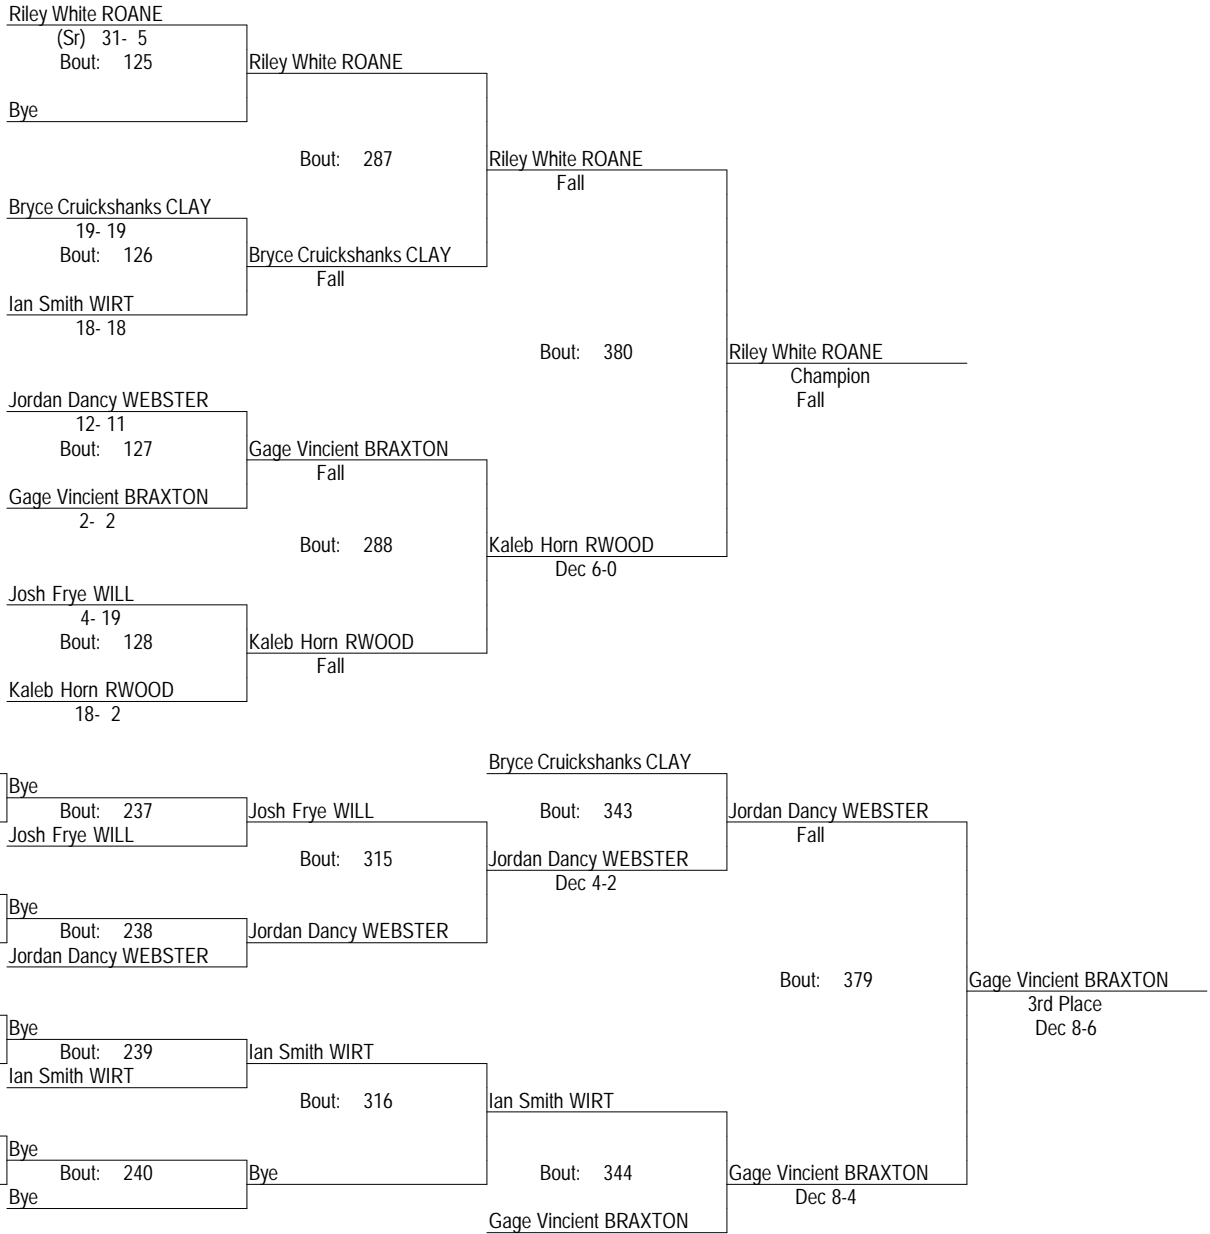 Riley White ROANE
(Sr) 31- 5
Bout: 125
Riley White ROANE
Bye
Bout: 287
Riley White ROANE
Fall
Bryce Cruickshanks CLAY
19- 19
Bout: 126
Bryce Cruickshanks CLAY
Fall
Ian Smith WIRT
18- 18
Bout: 380
Riley White ROANE
Champion
Fall
Jordan Dancy WEBSTER
12- 11
Bout: 127
Gage Vincient BRAXTON
Fall
Gage Vincient BRAXTON
2- 2
Bout: 288
Kaleb Horn RWOOD
Dec 6-0
Josh Frye WILL
4- 19
Bout: 128
Kaleb Horn RWOOD
Fall
Kaleb Horn RWOOD
18- 2
Bryce Cruickshanks CLAY
Bye
Bout: 237
Josh Frye WILL
Bout: 343
Jordan Dancy WEBSTER
Fall
Josh Frye WILL
Bout: 315
Jordan Dancy WEBSTER
Dec 4-2
Bye
Bout: 238
Jordan Dancy WEBSTER
Jordan Dancy WEBSTER
Bout: 379
Gage Vincient BRAXTON
3rd Place
Dec 8-6
Bye
Bout: 239
Ian Smith WIRT
Ian Smith WIRT
Bout: 316
Ian Smith WIRT
Bye
Bout: 240
Bye
Bout: 344
Gage Vincient BRAXTON
Dec 8-4
Bye
Gage Vincient BRAXTON